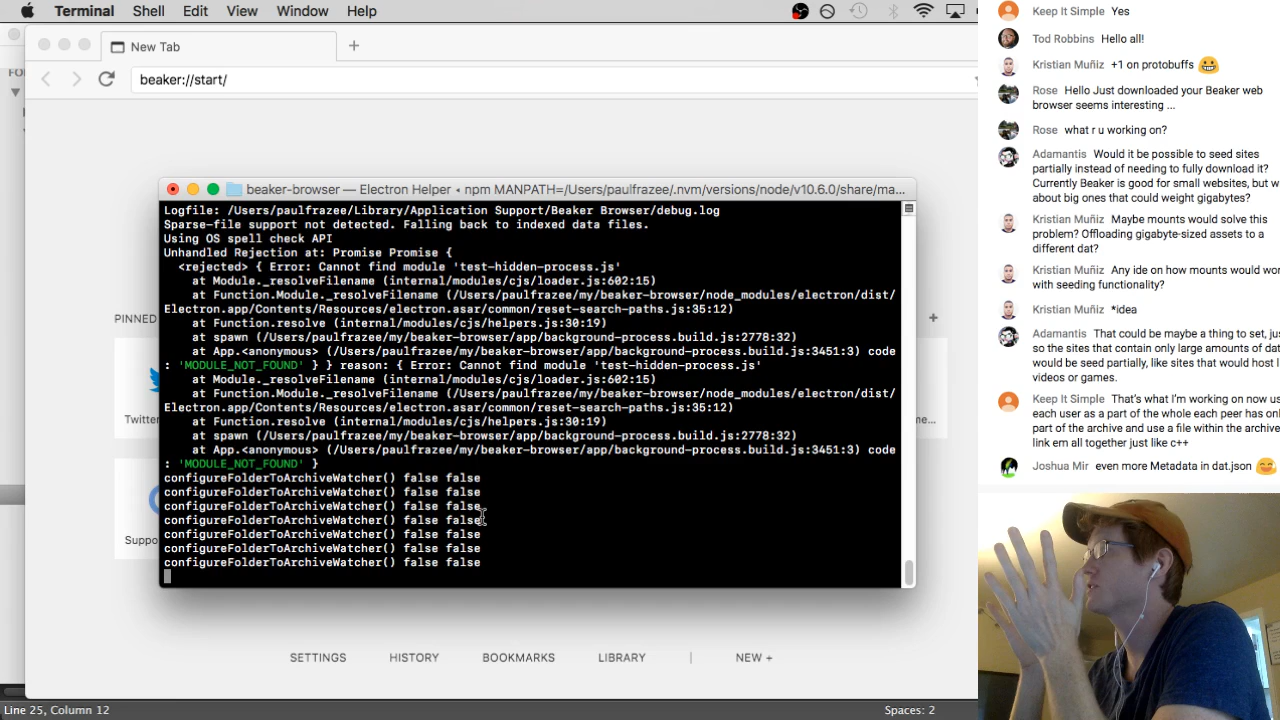 Terminal Shell Edit View Window Help
New Tab
beaker://start/
PINNED
Twitter
me...
Suppo
beaker-browser — Electron Helper ◂ npm MANPATH=/Users/paulfrazee/.nvm/versions/node/v10.6.0/share/ma...
Logfile: /Users/paulfrazee/Library/Application Support/Beaker Browser/debug.log
Sparse-file support not detected. Falling back to indexed data files.
Using OS spell check API
Unhandled Rejection at: Promise Promise {
<rejected> { Error: Cannot find module 'test-hidden-process.js'
at Module._resolveFilename (internal/modules/cjs/loader.js:602:15)
at Function.Module._resolveFilename (/Users/paulfrazee/my/beaker-browser/node_modules/electron/dist/
Electron.app/Contents/Resources/electron.asar/common/reset-search-paths.js:35:12)
at Function.resolve (internal/modules/cjs/helpers.js:30:19)
at spawn (/Users/paulfrazee/my/beaker-browser/app/background-process.build.js:2778:32)
at App.<anonymous> (/Users/paulfrazee/my/beaker-browser/app/background-process.build.js:3451:3) code
: 'MODULE_NOT_FOUND' } } reason: { Error: Cannot find module 'test-hidden-process.js'
at Module._resolveFilename (internal/modules/cjs/loader.js:602:15)
at Function.Module._resolveFilename (/Users/paulfrazee/my/beaker-browser/node_modules/electron/dist/
Electron.app/Contents/Resources/electron.asar/common/reset-search-paths.js:35:12)
at Function.resolve (internal/modules/cjs/helpers.js:30:19)
at spawn (/Users/paulfrazee/my/beaker-browser/app/background-process.build.js:2778:32)
at App.<anonymous> (/Users/paulfrazee/my/beaker-browser/app/background-process.build.js:3451:3) code
: 'MODULE_NOT_FOUND' }
configureFolderToArchiveWatcher() false false
configureFolderToArchiveWatcher() false false
configureFolderToArchiveWatcher() false false
configureFolderToArchiveWatcher() false false
configureFolderToArchiveWatcher() false false
configureFolderToArchiveWatcher() false false
configureFolderToArchiveWatcher() false false
SETTINGS HISTORY BOOKMARKS LIBRARY | NEW +
Line 25, Column 12
Spaces: 2
Keep It Simple Yes
Tod Robbins Hello all!
Kristian Muñiz +1 on protobuffs
Rose Hello Just downloaded your Beaker web
browser seems interesting ...
Rose what r u working on?
Adamantis Would it be possible to seed sites
partially instead of needing to fully download it?
Currently Beaker is good for small websites, but w
about big ones that could weight gigabytes?
Kristian Muñiz Maybe mounts would solve this
problem? Offloading gigabyte-sized assets to a
different dat?
Kristian Muñiz Any ide on how mounts would wor
with seeding functionality?
Kristian Muñiz *idea
Adamantis That could be maybe a thing to set, jus
so the sites that contain only large amounts of dat
would be seed partially, like sites that would host l
videos or games.
Keep It Simple That's what I'm working on now us
each user as a part of the whole each peer has onl
part of the archive and use a file within the archive
link em all together just like c++
Joshua Mir even more Metadata in dat.json